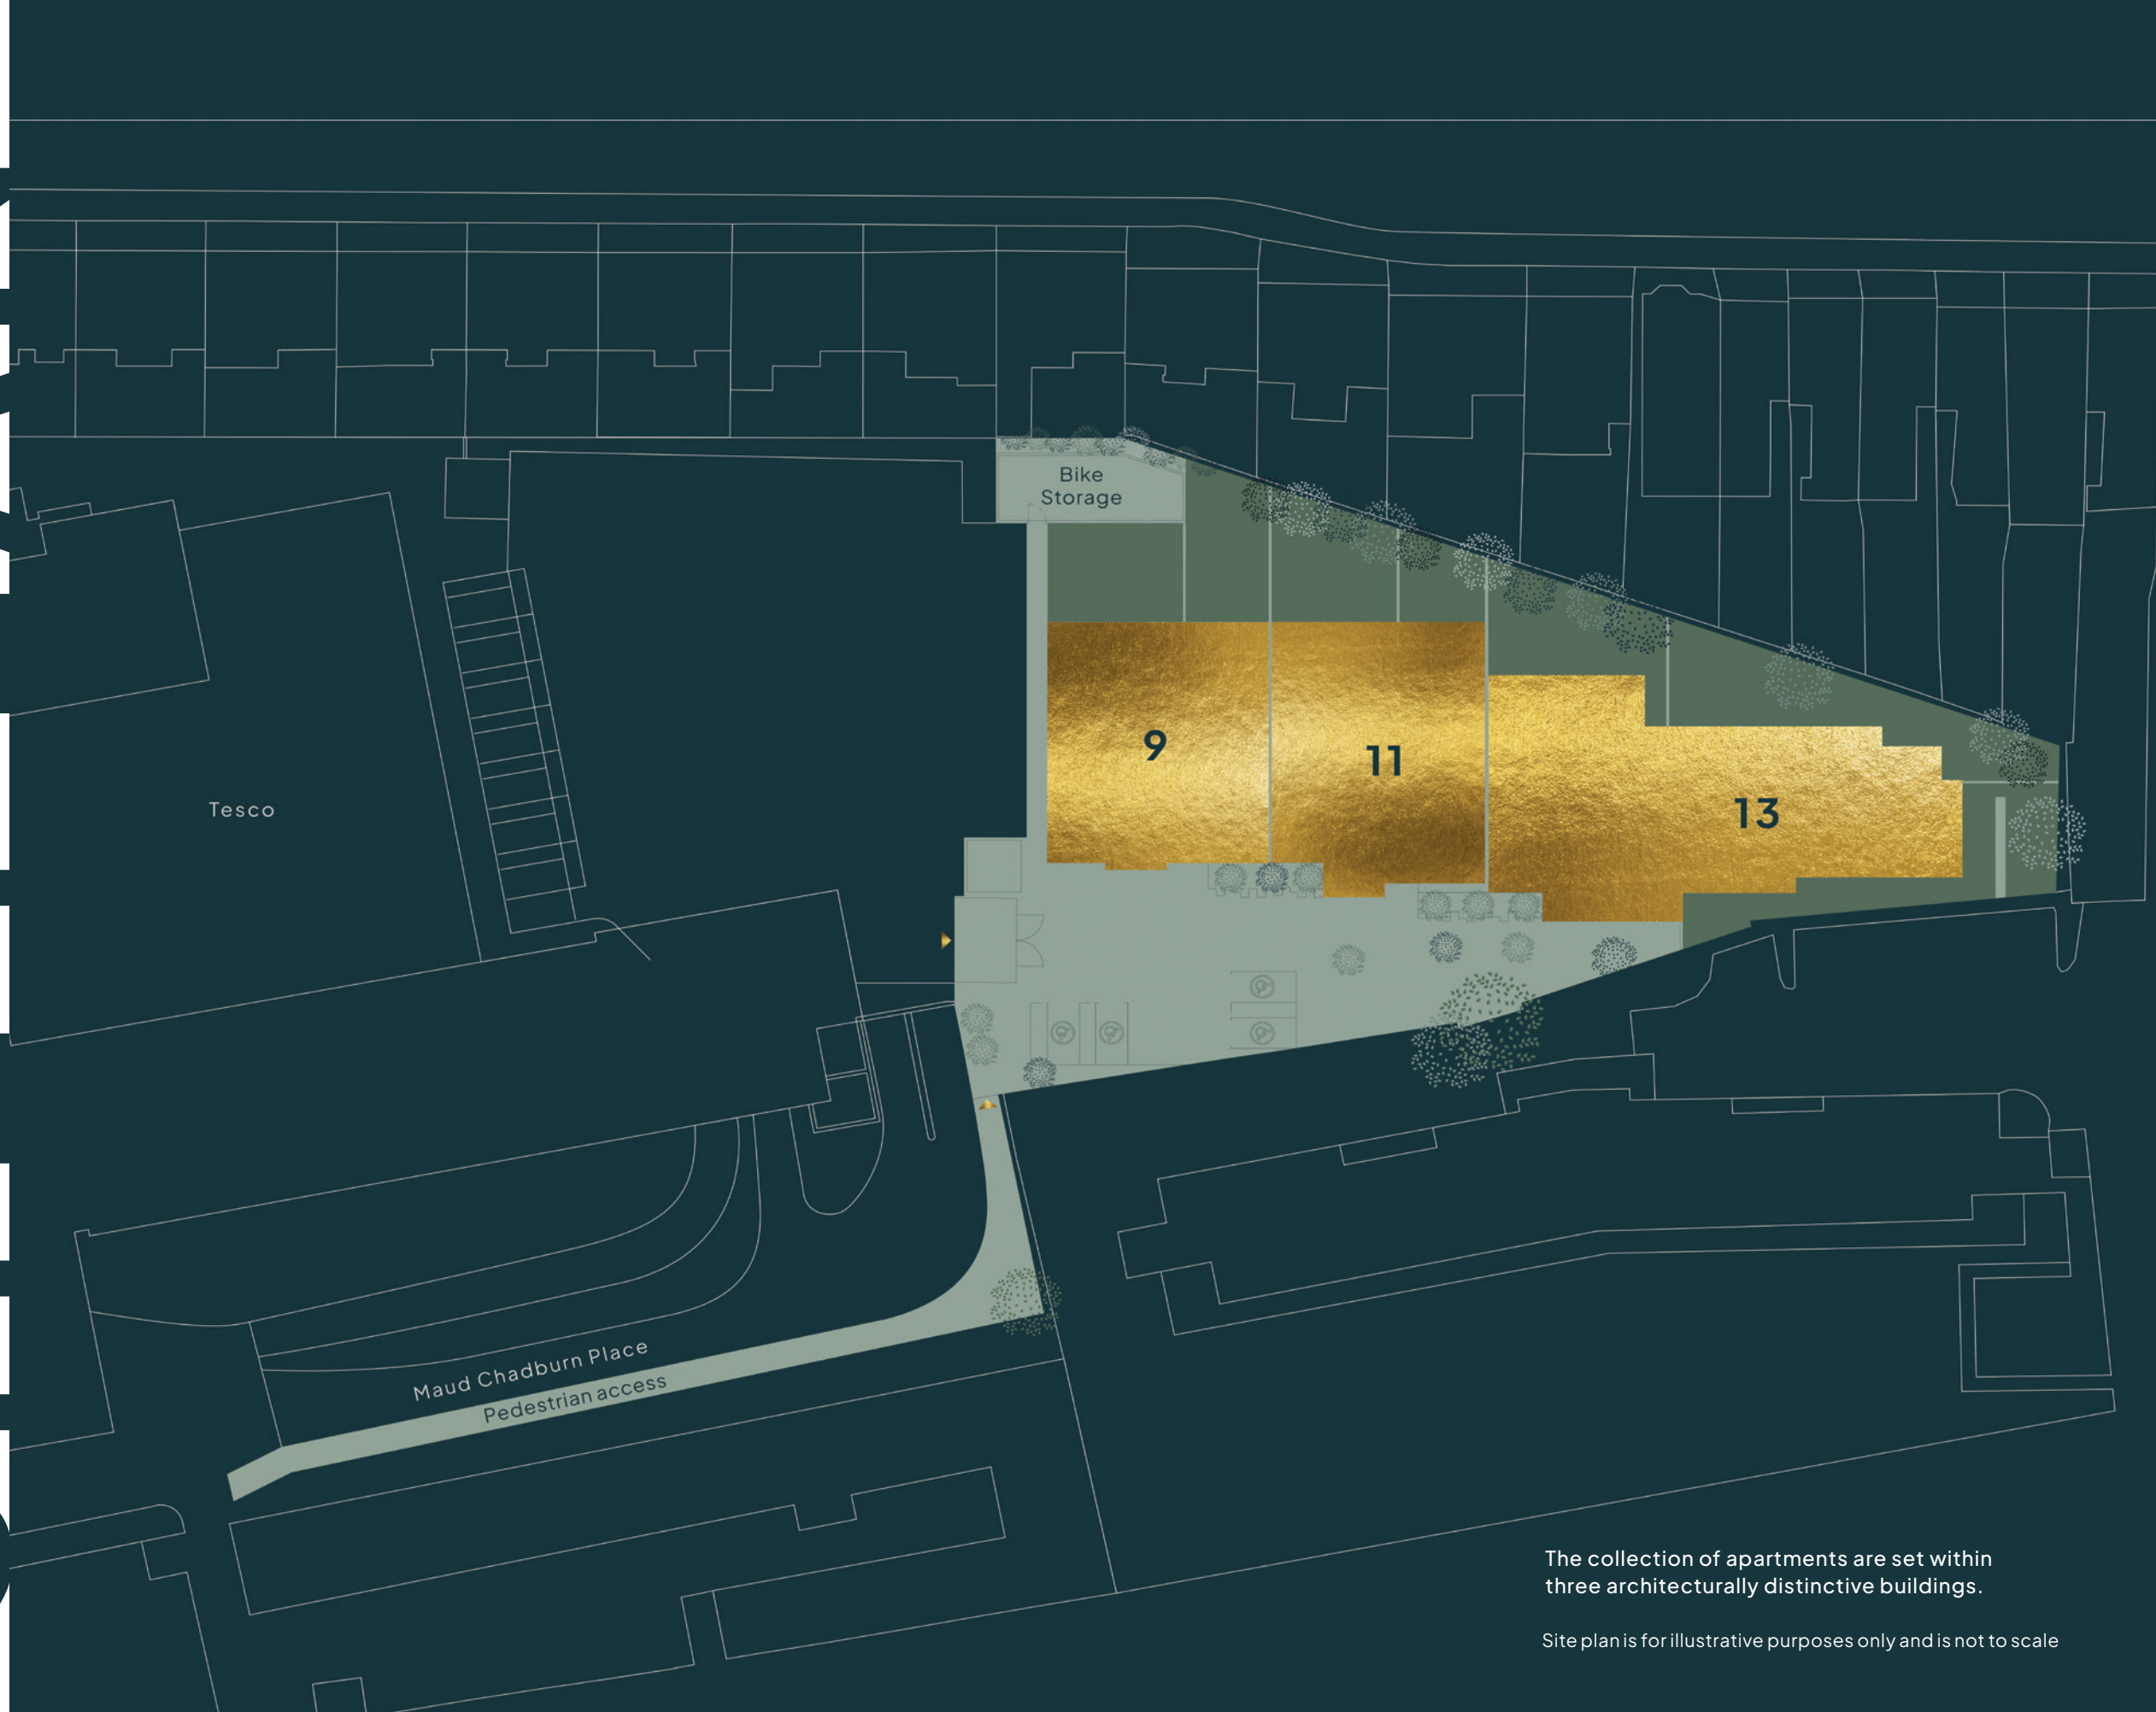 Bike
Storage
9
11
13
Tesco
Maud Chadburn Place
Pedestrian access
The collection of apartments are set within
three architecturally distinctive buildings.
Site plan is for illustrative purposes only and is not to scale